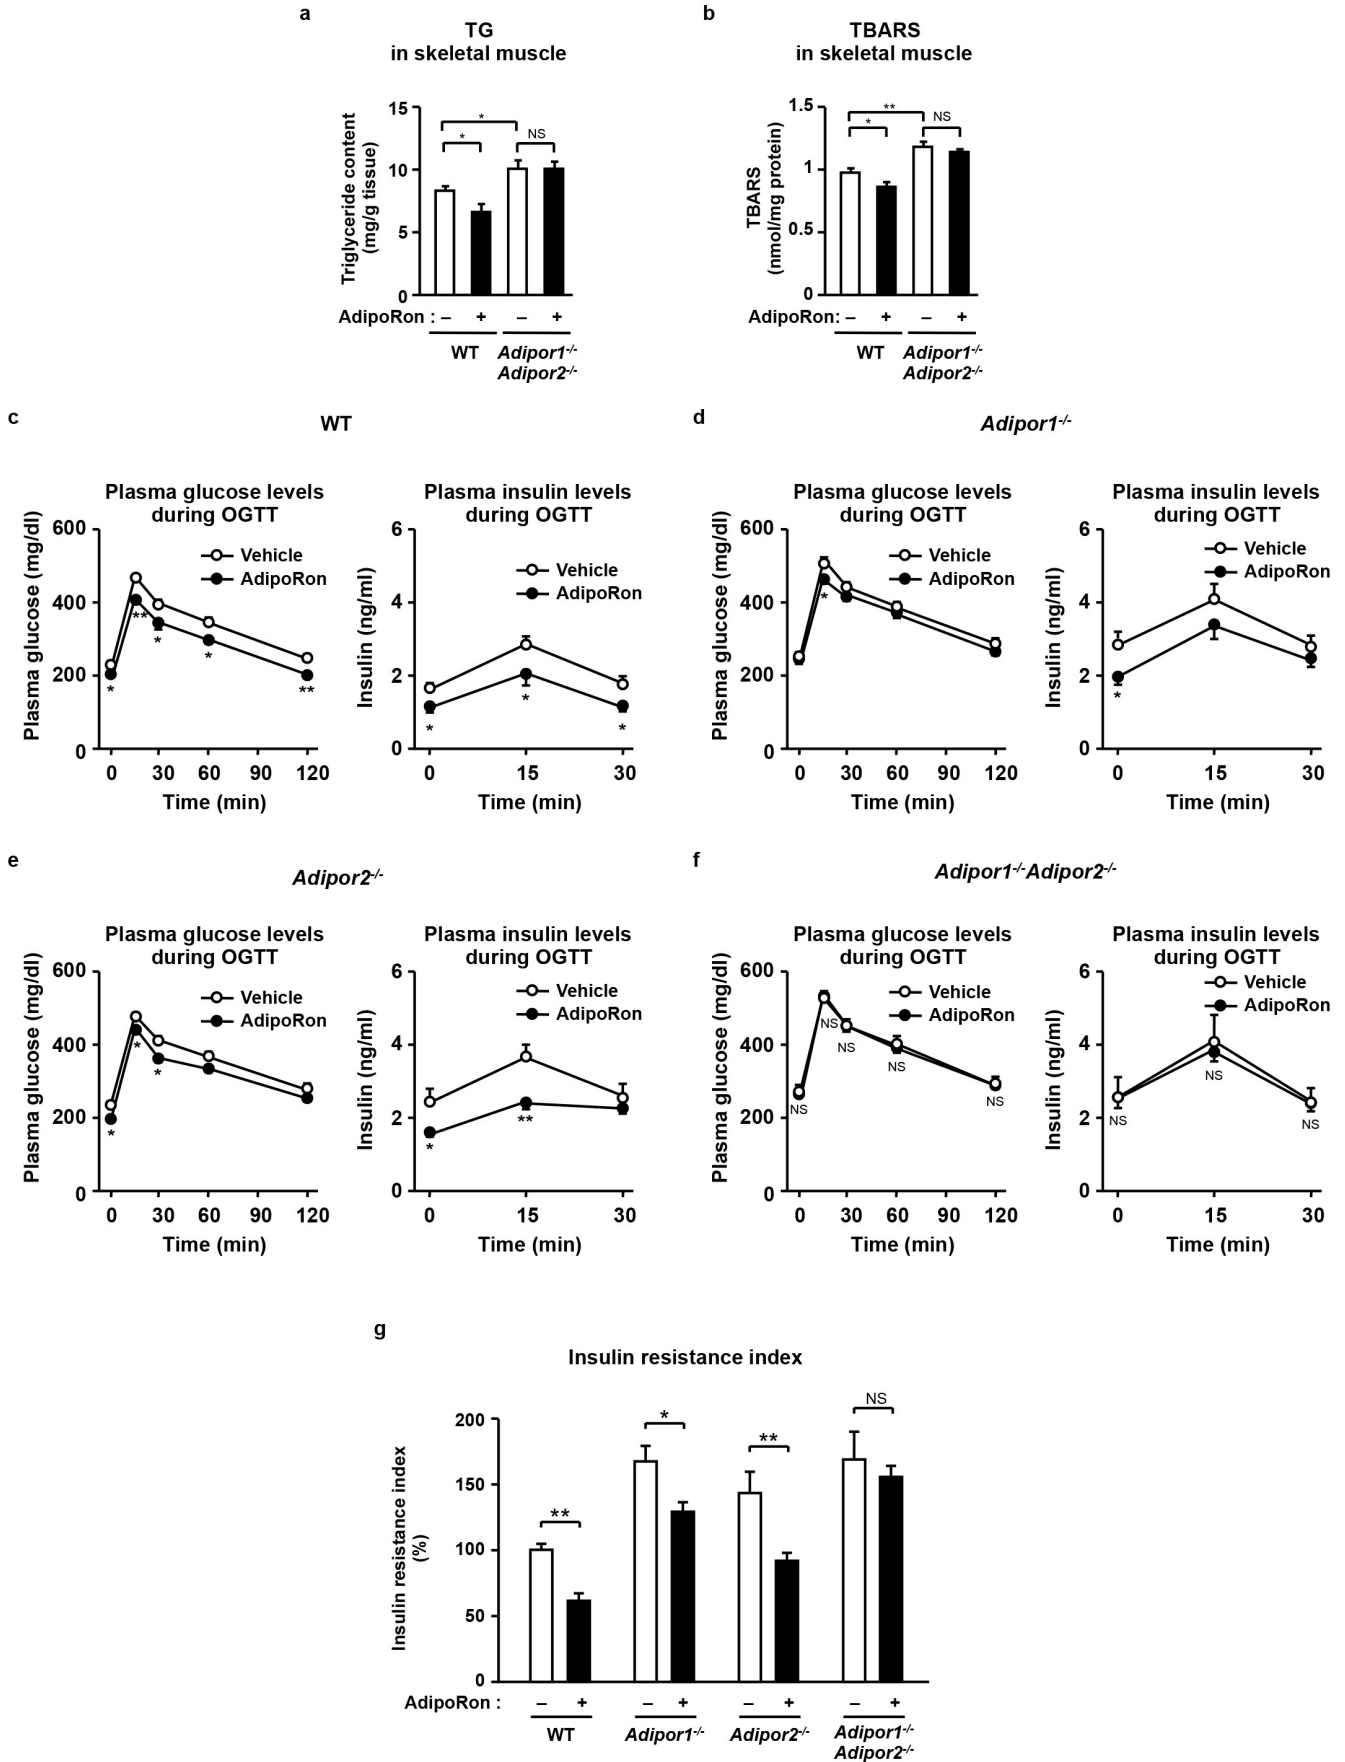 a
TG
in skeletal muscle
Triglyceride content
(mg/g tissue)
15
10
5
0
*
*
NS
AdipoRon : – + – +
WT
Adipor1-/-
Adipor2-/-
b
TBARS
in skeletal muscle
TBARS
(nmol/mg protein)
1.5
1
0.5
0
**
*
NS
AdipoRon: – + – +
WT
Adipor1-/-
Adipor2-/-
c
WT
Plasma glucose levels
during OGTT
Plasma glucose (mg/dl)
600
400
200
0
Vehicle
AdipoRon
*
**
*
*
**
0 30 60 90 120
Time (min)
Plasma insulin levels
during OGTT
Insulin (ng/ml)
6
4
2
0
Vehicle
AdipoRon
*
*
*
0 15 30
Time (min)
d
Adipor1-/-
Plasma glucose levels
during OGTT
Plasma glucose (mg/dl)
600
400
200
0
Vehicle
AdipoRon
*
0 30 60 90 120
Time (min)
Plasma insulin levels
during OGTT
Insulin (ng/ml)
6
4
2
0
Vehicle
AdipoRon
*
0 15 30
Time (min)
e
Adipor2-/-
Plasma glucose levels
during OGTT
Plasma glucose (mg/dl)
600
400
200
0
Vehicle
AdipoRon
*
*
*
0 30 60 90 120
Time (min)
Plasma insulin levels
during OGTT
Insulin (ng/ml)
6
4
2
0
Vehicle
AdipoRon
*
**
0 15 30
Time (min)
f
Adipor1-/-Adipor2-/-
Plasma glucose levels
during OGTT
Plasma glucose (mg/dl)
600
400
200
0
Vehicle
AdipoRon
NS
NS
NS
NS
NS
0 30 60 90 120
Time (min)
Plasma insulin levels
during OGTT
Insulin (ng/ml)
6
4
2
0
Vehicle
AdipoRon
NS
NS
NS
0 15 30
Time (min)
g
Insulin resistance index
Insulin resistance index
(%)
200
150
100
50
0
**
*
**
NS
AdipoRon : – + – + – + – +
WT
Adipor1-/-
Adipor2-/-
Adipor1-/-
Adipor2-/-